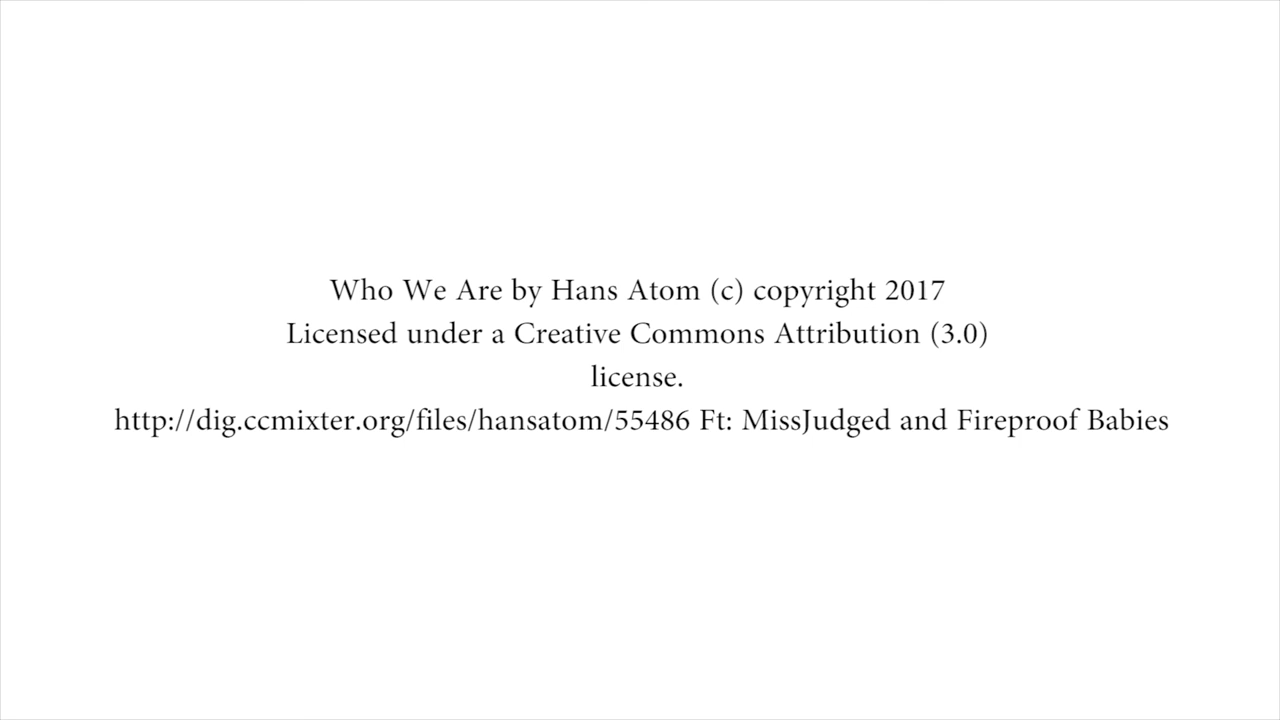 Who We Are by Hans Atom (c) copyright 2017
Licensed under a Creative Commons Attribution (3.0)
license.
http://dig.ccmixter.org/files/hansatom/55486 Ft: MissJudged and Fireproof Babies